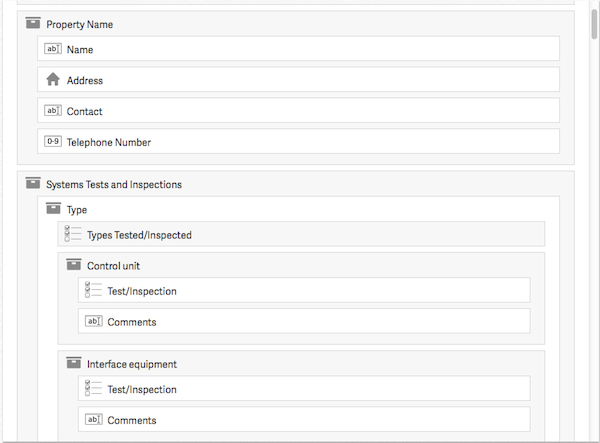 Property Name
ab Name
Address
ab Contact
0-9 Telephone Number
Systems Tests and Inspections
Type
Types Tested/Inspected
Control unit
Test/Inspection
ab Comments
Interface equipment
Test/Inspection
ab Comments